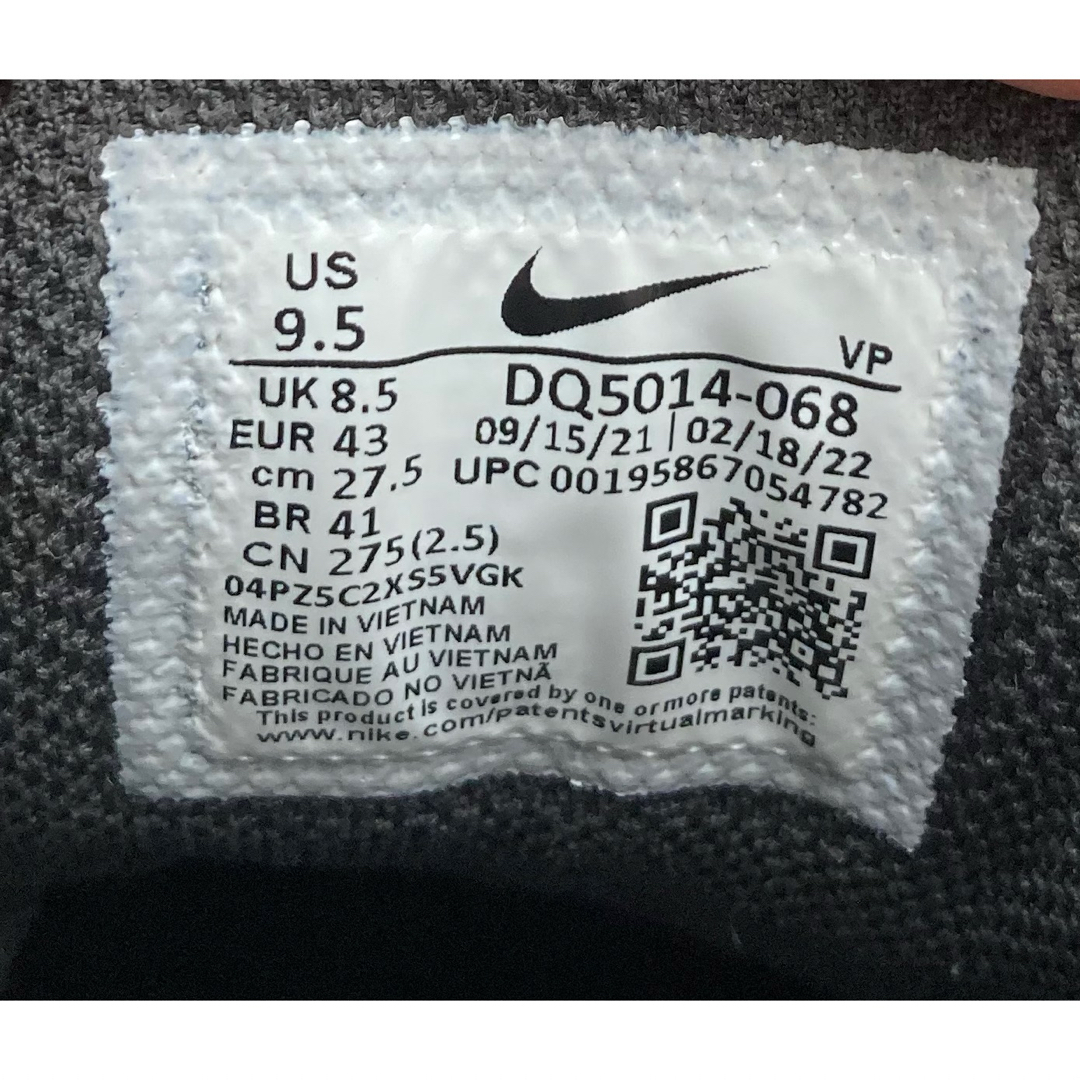 US
9.5
VP
UK 8.5
DQ5014-068
EUR 43
09/15/21 | 02/18/22
cm 27.5
UPC 00195867054782
BR 41
CN 275(2.5)
04PZ5C2XS5VGK
MADE IN VIETNAM
HECHO EN VIETNAM
FABRIQUE AU VIETNAM
FABRICADO NO VIETNÃ
This product is covered by one or more patents:
www.nike.com/patentsvirtualmarking